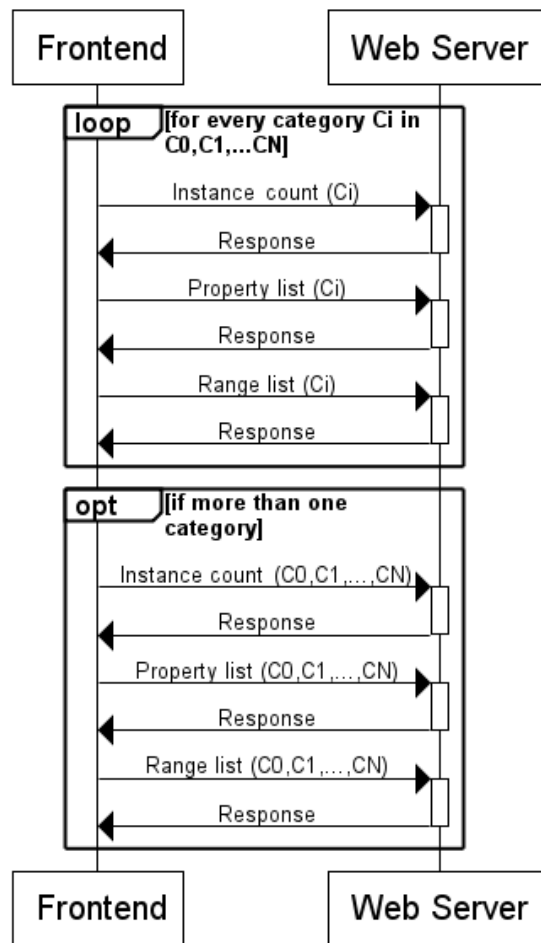 Frontend
Web Server
loop
[for every category Ci in
C0,C1,...CN]
Instance count (Ci)
Response
Property list (Ci)
Response
Range list (Ci)
Response
opt
[if more than one
category]
Instance count (C0,C1,...,CN)
Response
Property list (C0,C1,...,CN)
Response
Range list (C0,C1,...,CN)
Response
Frontend
Web Server